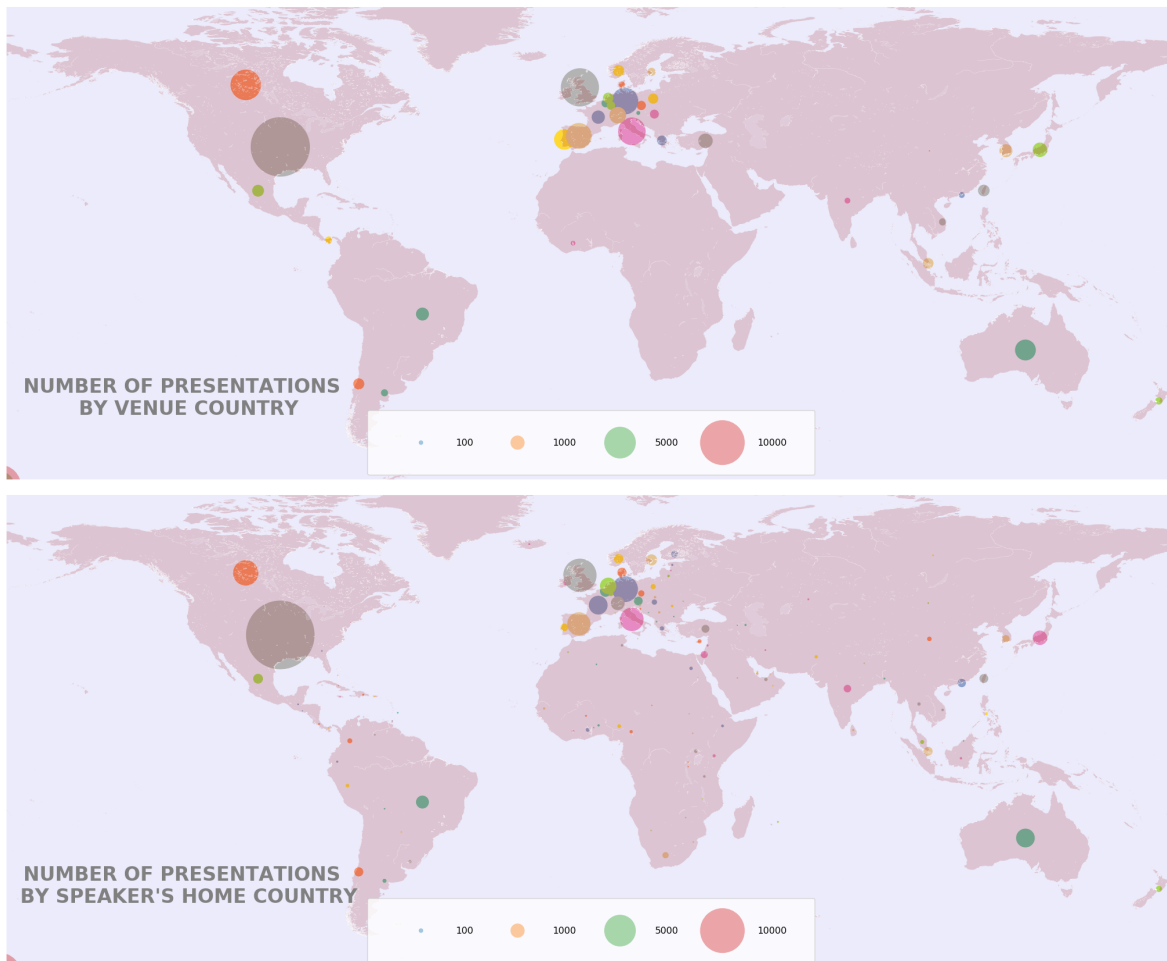 NUMBER OF PRESENTATIONS
BY VENUE COUNTRY
100 1000 5000 10000
NUMBER OF PRESENTATIONS
BY SPEAKER'S HOME COUNTRY
100 1000 5000 10000